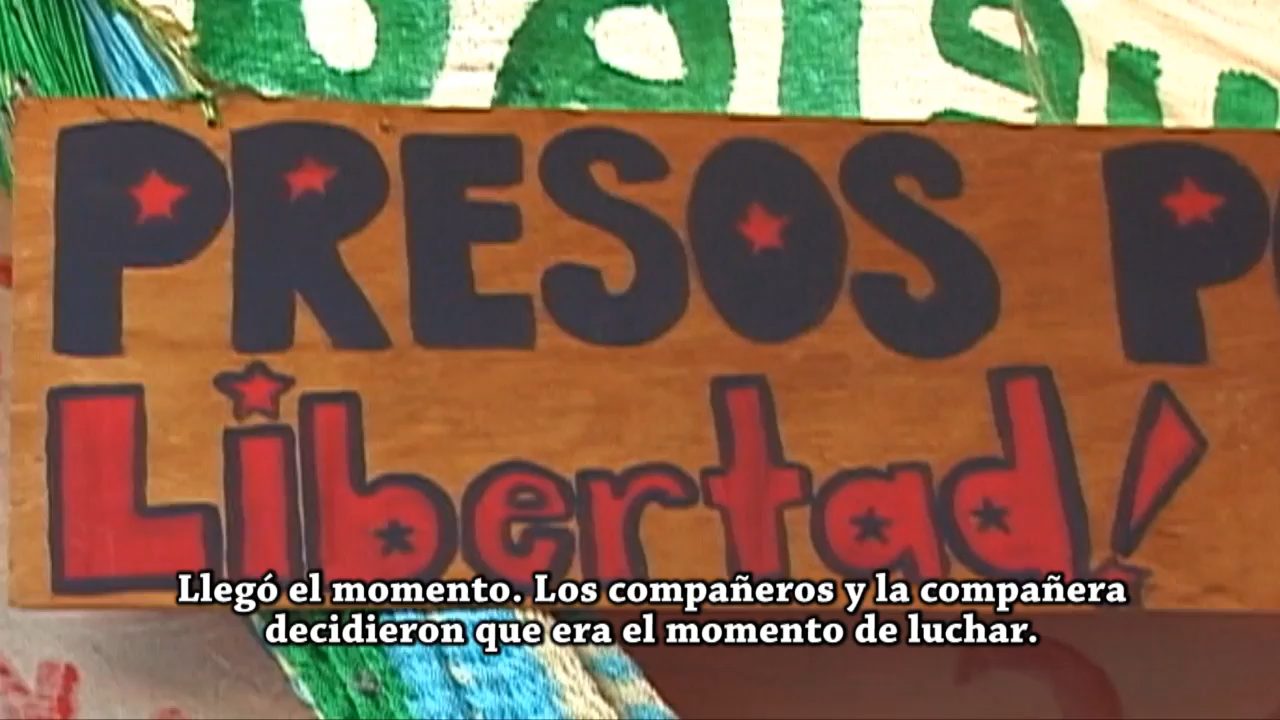 PRESOS P
Libertad!
Llegó el momento. Los compañeros y la compañera
decidieron que era el momento de luchar.